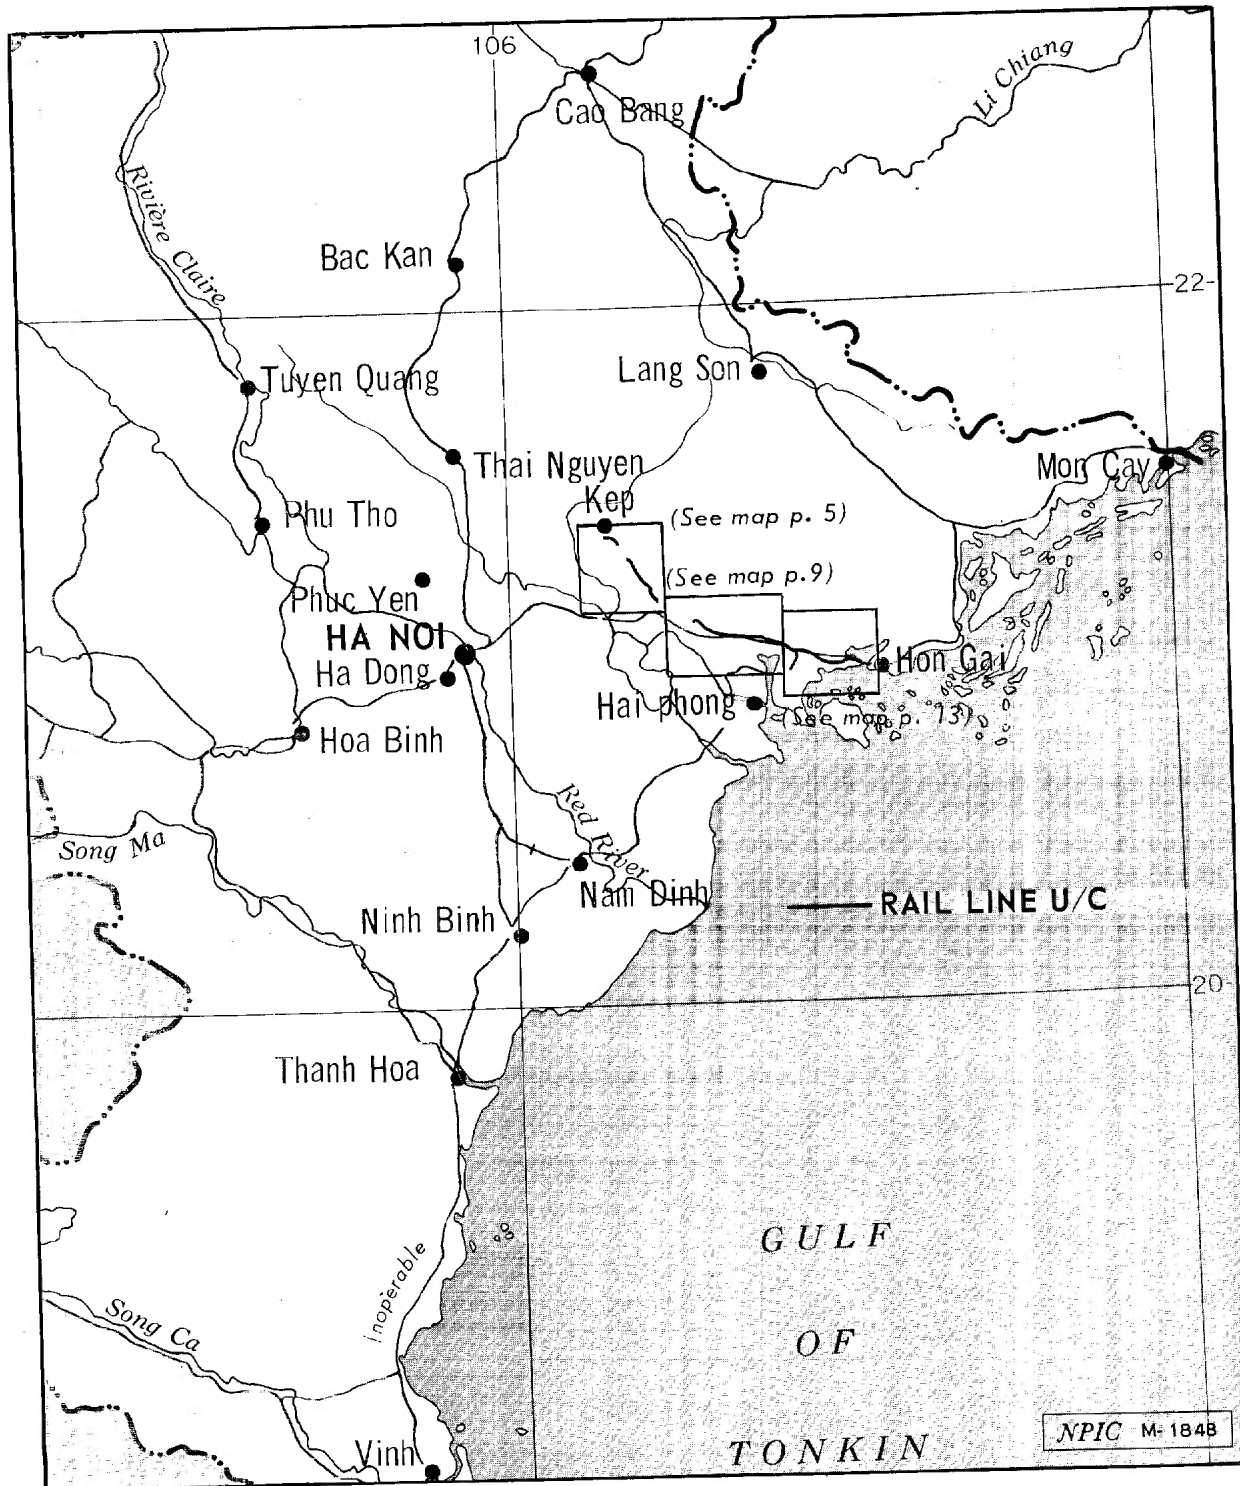 106
Cao Bang
Li Chiang
Rivière Claire
Bac Kan
22
Lang Son
Tuyen Quang
Thai Nguyen
Mon Cay
Kep
Phu Tho
(See map p. 5)
(See map p.9)
Phuc Yen
HA NOI
Ha Dong
Hon Gai
Hai phong
(See map p. 13)
Hoa Binh
Red River
Song Ma
Nam Dinh
RAIL LINE U/C
Ninh Binh
20
Thanh Hoa
GULF
inoperable
Song Ca
OF
NPIC M-1848
TONKIN
Vinh